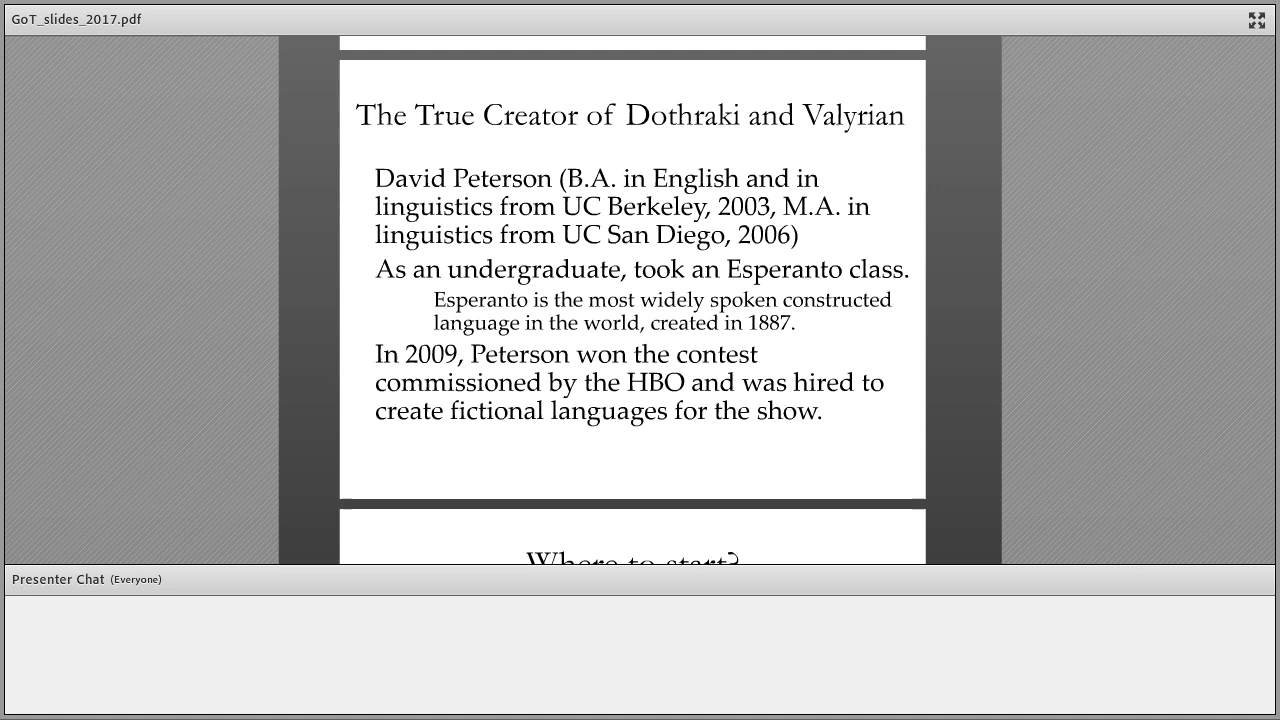 GoT_slides_2017.pdf
The True Creator of Dothraki and Valyrian
David Peterson (B.A. in English and in
linguistics from UC Berkeley, 2003, M.A. in
linguistics from UC San Diego, 2006)
As an undergraduate, took an Esperanto class.
Esperanto is the most widely spoken constructed
language in the world, created in 1887.
In 2009, Peterson won the contest
commissioned by the HBO and was hired to
create fictional languages for the show.
Where to start?
Presenter Chat (Everyone)